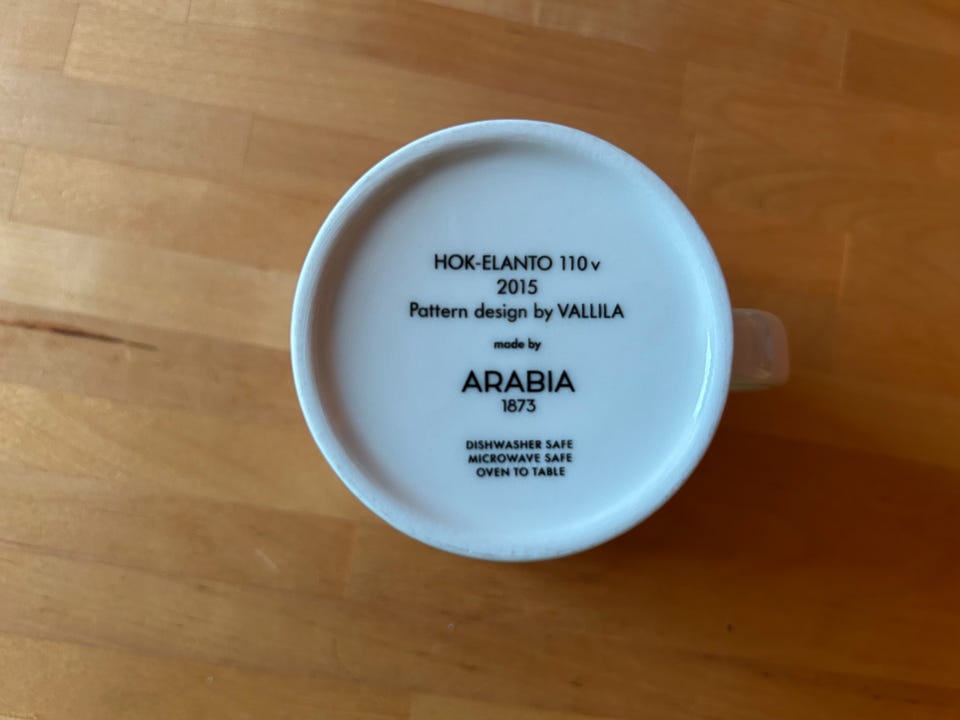 HOK-ELANTO 110 v
2015
Pattern design by VALLILA
made by
ARABIA
1873
DISHWASHER SAFE
MICROWAVE SAFE
OVEN TO TABLE